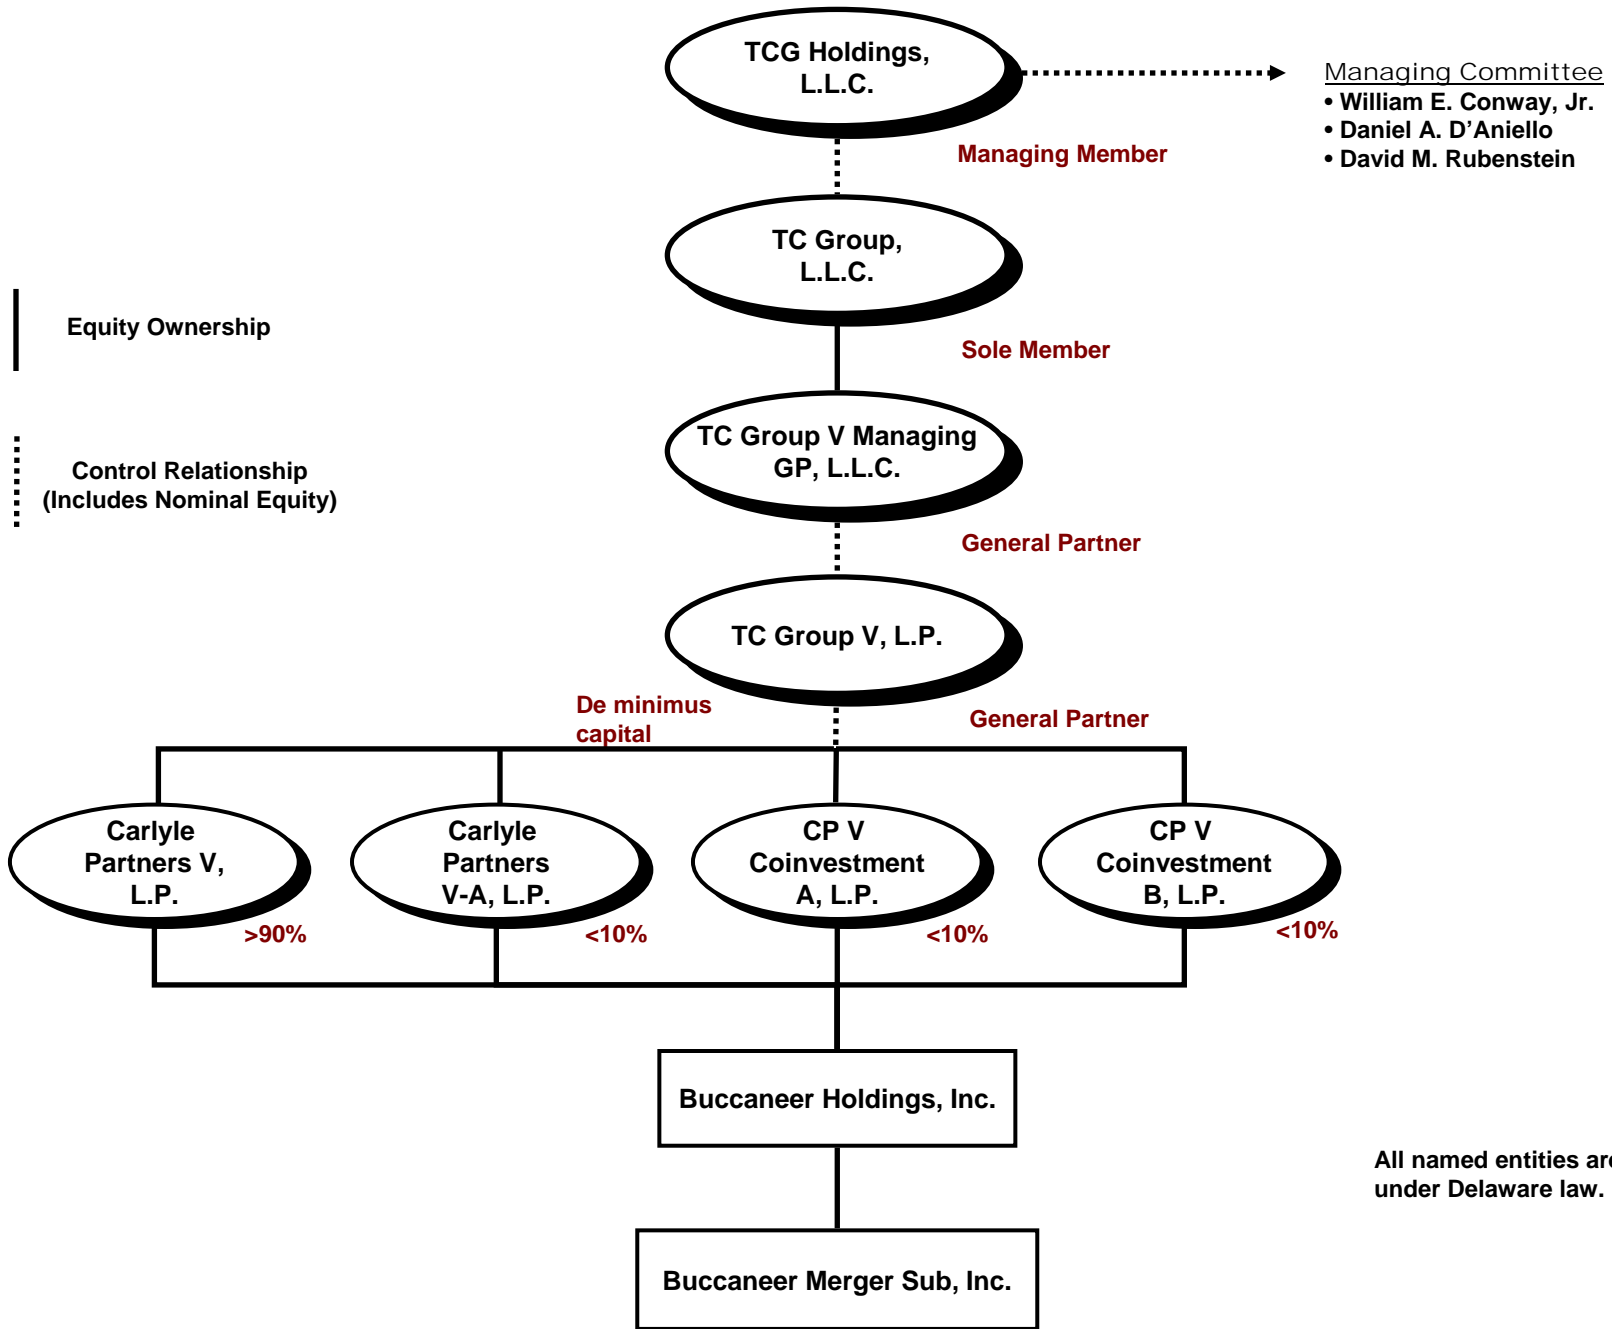 TCG Holdings,
L.L.C.
Managing Committee
• William E. Conway, Jr.
• Daniel A. D’Aniello
• David M. Rubenstein
Managing Member
TC Group,
L.L.C.
Equity Ownership
Sole Member
TC Group V Managing
GP, L.L.C.
Control Relationship
(Includes Nominal Equity)
General Partner
TC Group V, L.P.
De minimus
capital
General Partner
Carlyle
Partners V,
L.P.
>90%
Carlyle
Partners
V-A, L.P.
<10%
CP V
Coinvestment
A, L.P.
<10%
CP V
Coinvestment
B, L.P.
<10%
Buccaneer Holdings, Inc.
All named entities are
under Delaware law.
Buccaneer Merger Sub, Inc.